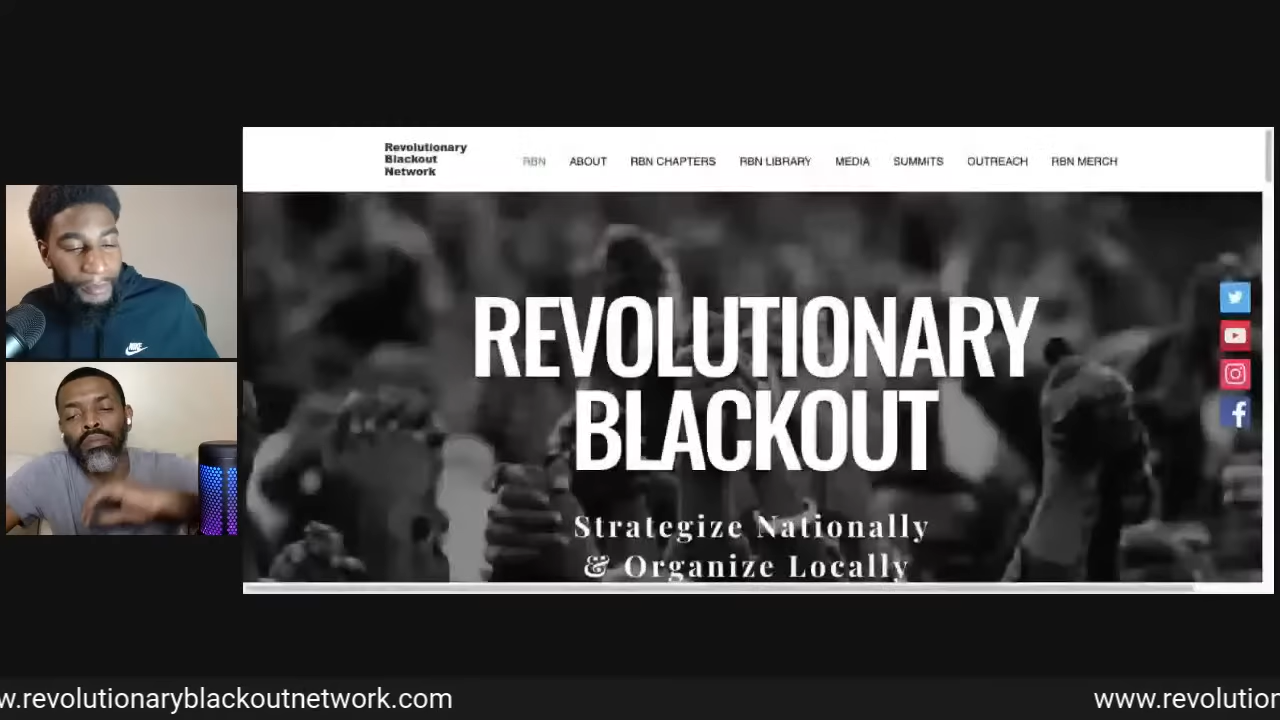 Revolutionary
Blackout
Network
RBN ABOUT RBN CHAPTERS RBN LIBRARY MEDIA SUMMITS OUTREACH RBN MERCH
REVOLUTIONARY
BLACKOUT
Strategize Nationally
& Organize Locally
NIKE
w.revolutionaryblackoutnetwork.com www.revolution